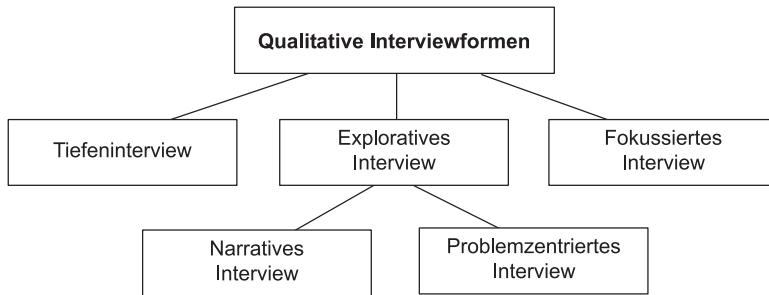 Qualitative Interviewformen
Tiefeninterview
Exploratives
Interview
Fokussiertes
Interview
Narratives
Interview
Problemzentriertes
Interview